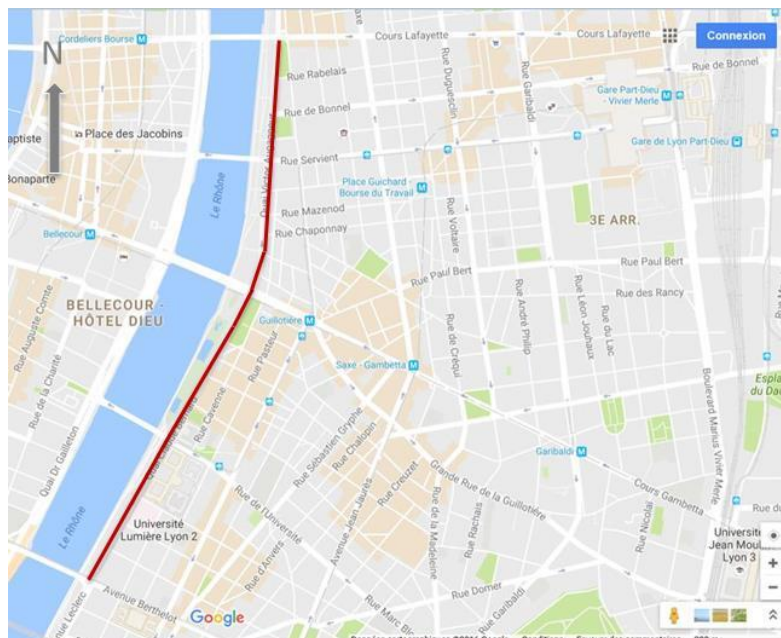 Cordeliers Bourse
Cours Lafayette
Cours Lafayette
Connexion
N
Rue Rabelais
Rue Duguesclin
Rue Garibaldi
Rue de Bonnel
Rue de Bonnel
Gare Part-Dieu
- Vivier Merle
Place des Jacobins
Gare de Lyon Part-Dieu
Bonaparte
Rue Servient
Place Guichard -
Bourse du Travail
Le Rhône
Rue Mazenod
Rue Voltaire
3E ARR.
Bellecour
Rue Chaponnay
Rue Paul Bert
Rue Paul Bert
Rue des Rancy
BELLECOUR -
HÔTEL DIEU
Rue Auguste Comte
Guillotière
Rue Pasteur
Rue de Créqui
Rue André Philip
Rue Léon Jouhaux
Rue du Lac
Saxe - Gambetta
Rue de la Charité
Rue Cavenne
Boulevard Marius Vivier Merle
Quai Dr Gailleton
Rue Sébastien Gryphe
Rue Chalopin
Garibaldi
Rue Creuzet
Grande Rue de la Guillotière
Cours Gambetta
Le Rhône
Université
Lumière Lyon 2
Rue de l'Université
Avenue Jean Jaurès
Rue de la Madeleine
Rue Rachais
Rue Nicolaï
Rue d'Anvers
Avenue Leclerc
Avenue Berthelot
Rue Domer
Rue Garibaldi
Google
+
−